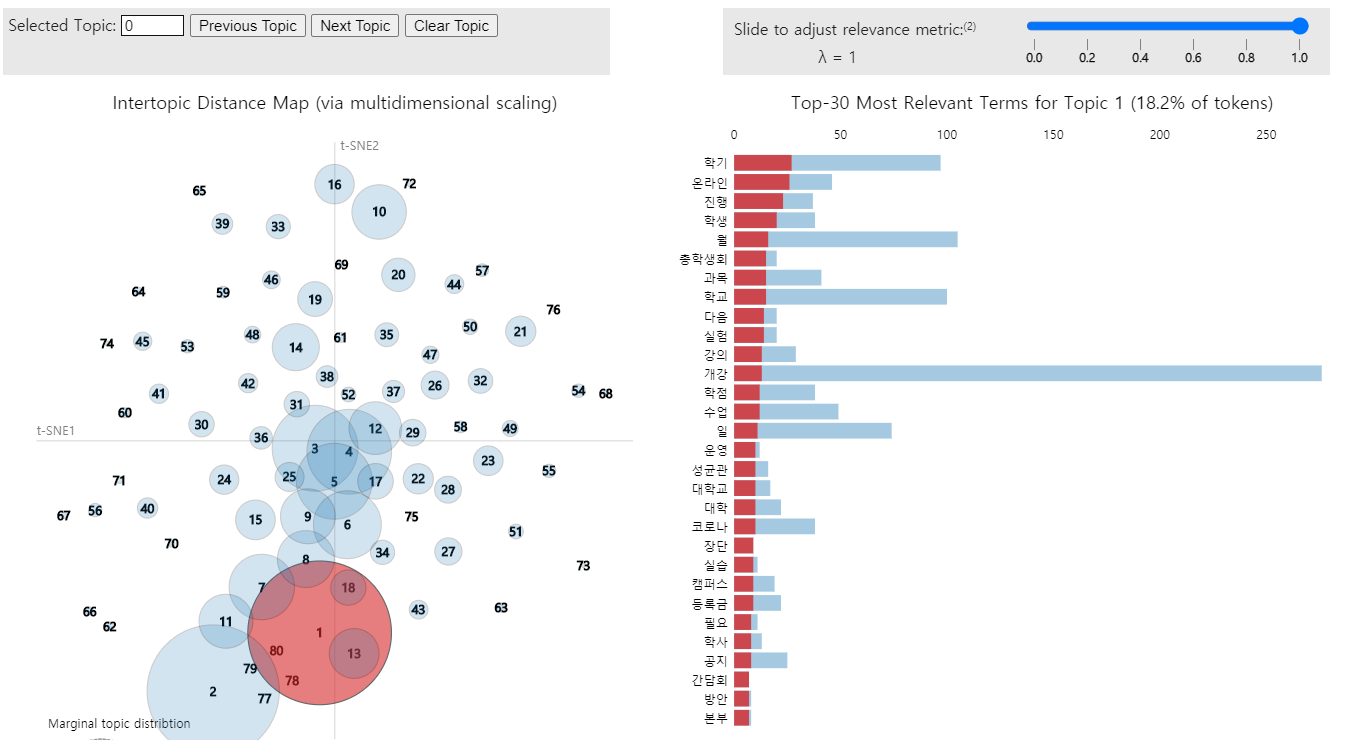 Selected Topic: 0 Previous Topic Next Topic Clear Topic
Slide to adjust relevance metric:(2)
λ = 1
0.0 0.2 0.4 0.6 0.8 1.0
Intertopic Distance Map (via multidimensional scaling)
t-SNE2
t-SNE1
16
72
65
10
39
33
69
57
20
46
44
64
59
19
76
50
21
48
61
35
74
45
53
14
47
38
42
26
32
41
52
37
54
68
31
60
30
12
58
49
29
36
3
4
23
55
25
24
71
5
17
22
28
40
56
67
9
75
15
6
51
70
34
27
8
73
7
18
43
63
66
11
62
1
80
13
79
78
2
77
Marginal topic distribtion
Top-30 Most Relevant Terms for Topic 1 (18.2% of tokens)
0 50 100 150 200 250
학기
온라인
진행
학생
월
총학생회
과목
학교
다음
실험
강의
개강
학점
수업
일
운영
성균관
대학교
대학
코로나
장단
실습
캠퍼스
등록금
필요
학사
공지
간담회
방안
본부